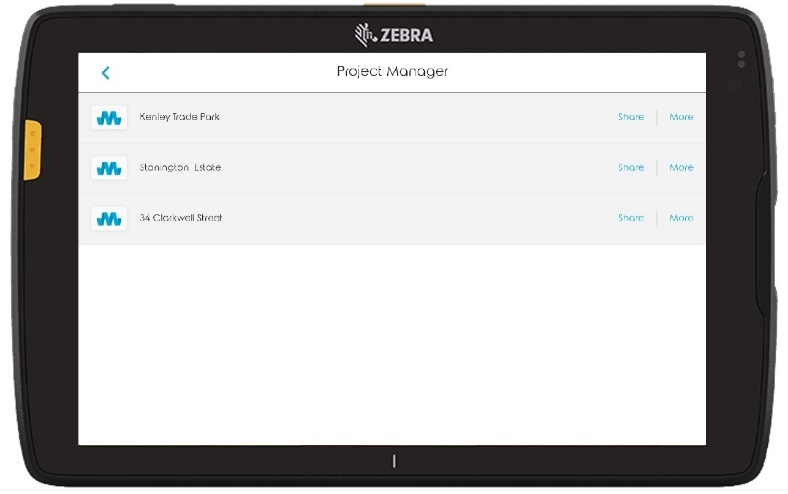 ZEBRA
Project Manager
Kenley Trade Park Share More
Stonington Estate Share More
34 Clarkwell Street Share More